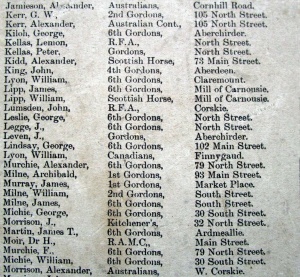 Jamieson, Alexander, Australians, Cornhill Road.
Kerr, G. W., 2nd Gordons, 105 North Street.
Kerr, Alexander, Australian Cont., 105 North Street.
Kiloh, George, 6th Gordons, Aberchirder.
Kellas, Lemon, R.F.A., North Street.
Kellas, Peter, Gordons, North Street.
Kidd, Alexander, Scottish Horse, 73 Main Street.
King, John, 4th Gordons, Aberdeen.
Lyon, William, 6th Gordons, Claremount.
Lipp, James, 6th Gordons, Mill of Carnousie.
Lipp, William, Scottish Horse, Mill of Carnousie.
Lumsden, John, R.F.A., Corskie.
Leslie, George, 6th Gordons, North Street.
Legge, J., 6th Gordons, North Street.
Leven, J., Gordons, Aberchirder.
Lindsay, George, 6th Gordons, 102 Main Street.
Lyon, William, Canadians, Finnygand.
Murchie, Alexander, 6th Gordons, 79 North Street.
Milne, Archibald, 1st Gordons, 93 Main Street.
Murray, James, 1st Gordons, Market Place.
Milne, William, 2nd Gordons, South Street.
Milne, James, 6th Gordons, South Street.
Michie, George, 6th Gordons, 30 South Street.
Morrison, J., Kitchener's, 32 North Street.
Martin, James T., 6th Gordons, Ardmeallie.
Moir, Dr H., R.A.M.C., Main Street.
Murchie, F., 6th Gordons, 79 North Street.
Michie, William, 6th Gordons, 30 South Street.
Morrison, Alexander, Australians, W. Corskie.